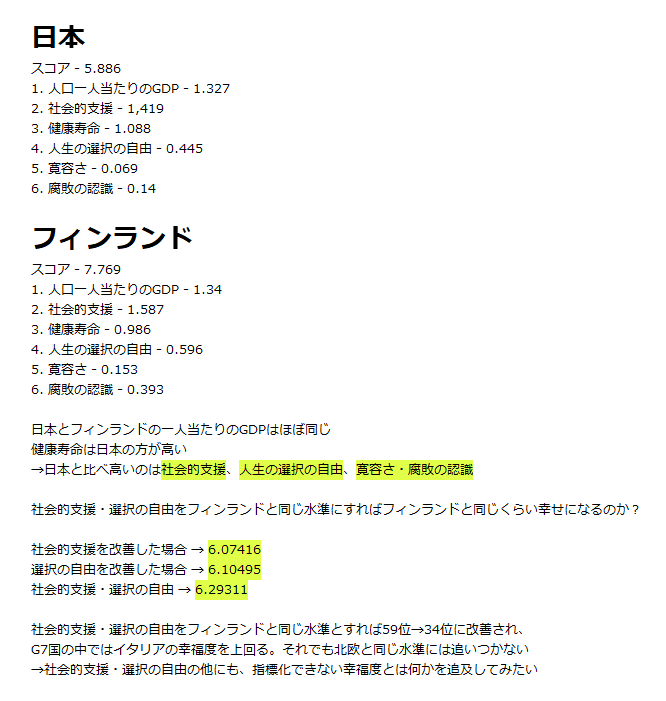 日本
スコア - 5.886
1. 人口一人当たりのGDP - 1.327
2. 社会的支援 - 1,419
3. 健康寿命 - 1.088
4. 人生の選択の自由 - 0.445
5. 寛容さ - 0.069
6. 腐敗の認識 - 0.14
フィンランド
スコア - 7.769
1. 人口一人当たりのGDP - 1.34
2. 社会的支援 - 1.587
3. 健康寿命 - 0.986
4. 人生の選択の自由 - 0.596
5. 寛容さ - 0.153
6. 腐敗の認識 - 0.393
日本とフィンランドの一人当たりのGDPはほぼ同じ
健康寿命は日本の方が高い
→日本と比べ高いのは社会的支援、人生の選択の自由、寛容さ・腐敗の認識
社会的支援・選択の自由をフィンランドと同じ水準にすればフィンランドと同じくらい幸せになるのか？
社会的支援を改善した場合 → 6.07416
選択の自由を改善した場合 → 6.10495
社会的支援・選択の自由 → 6.29311
社会的支援・選択の自由をフィンランドと同じ水準とすれば59位→34位に改善され、
G7国の中ではイタリアの幸福度を上回る。それでも北欧と同じ水準には追いつかない
→社会的支援・選択の自由の他にも、指標化できない幸福度とは何かを追及してみたい